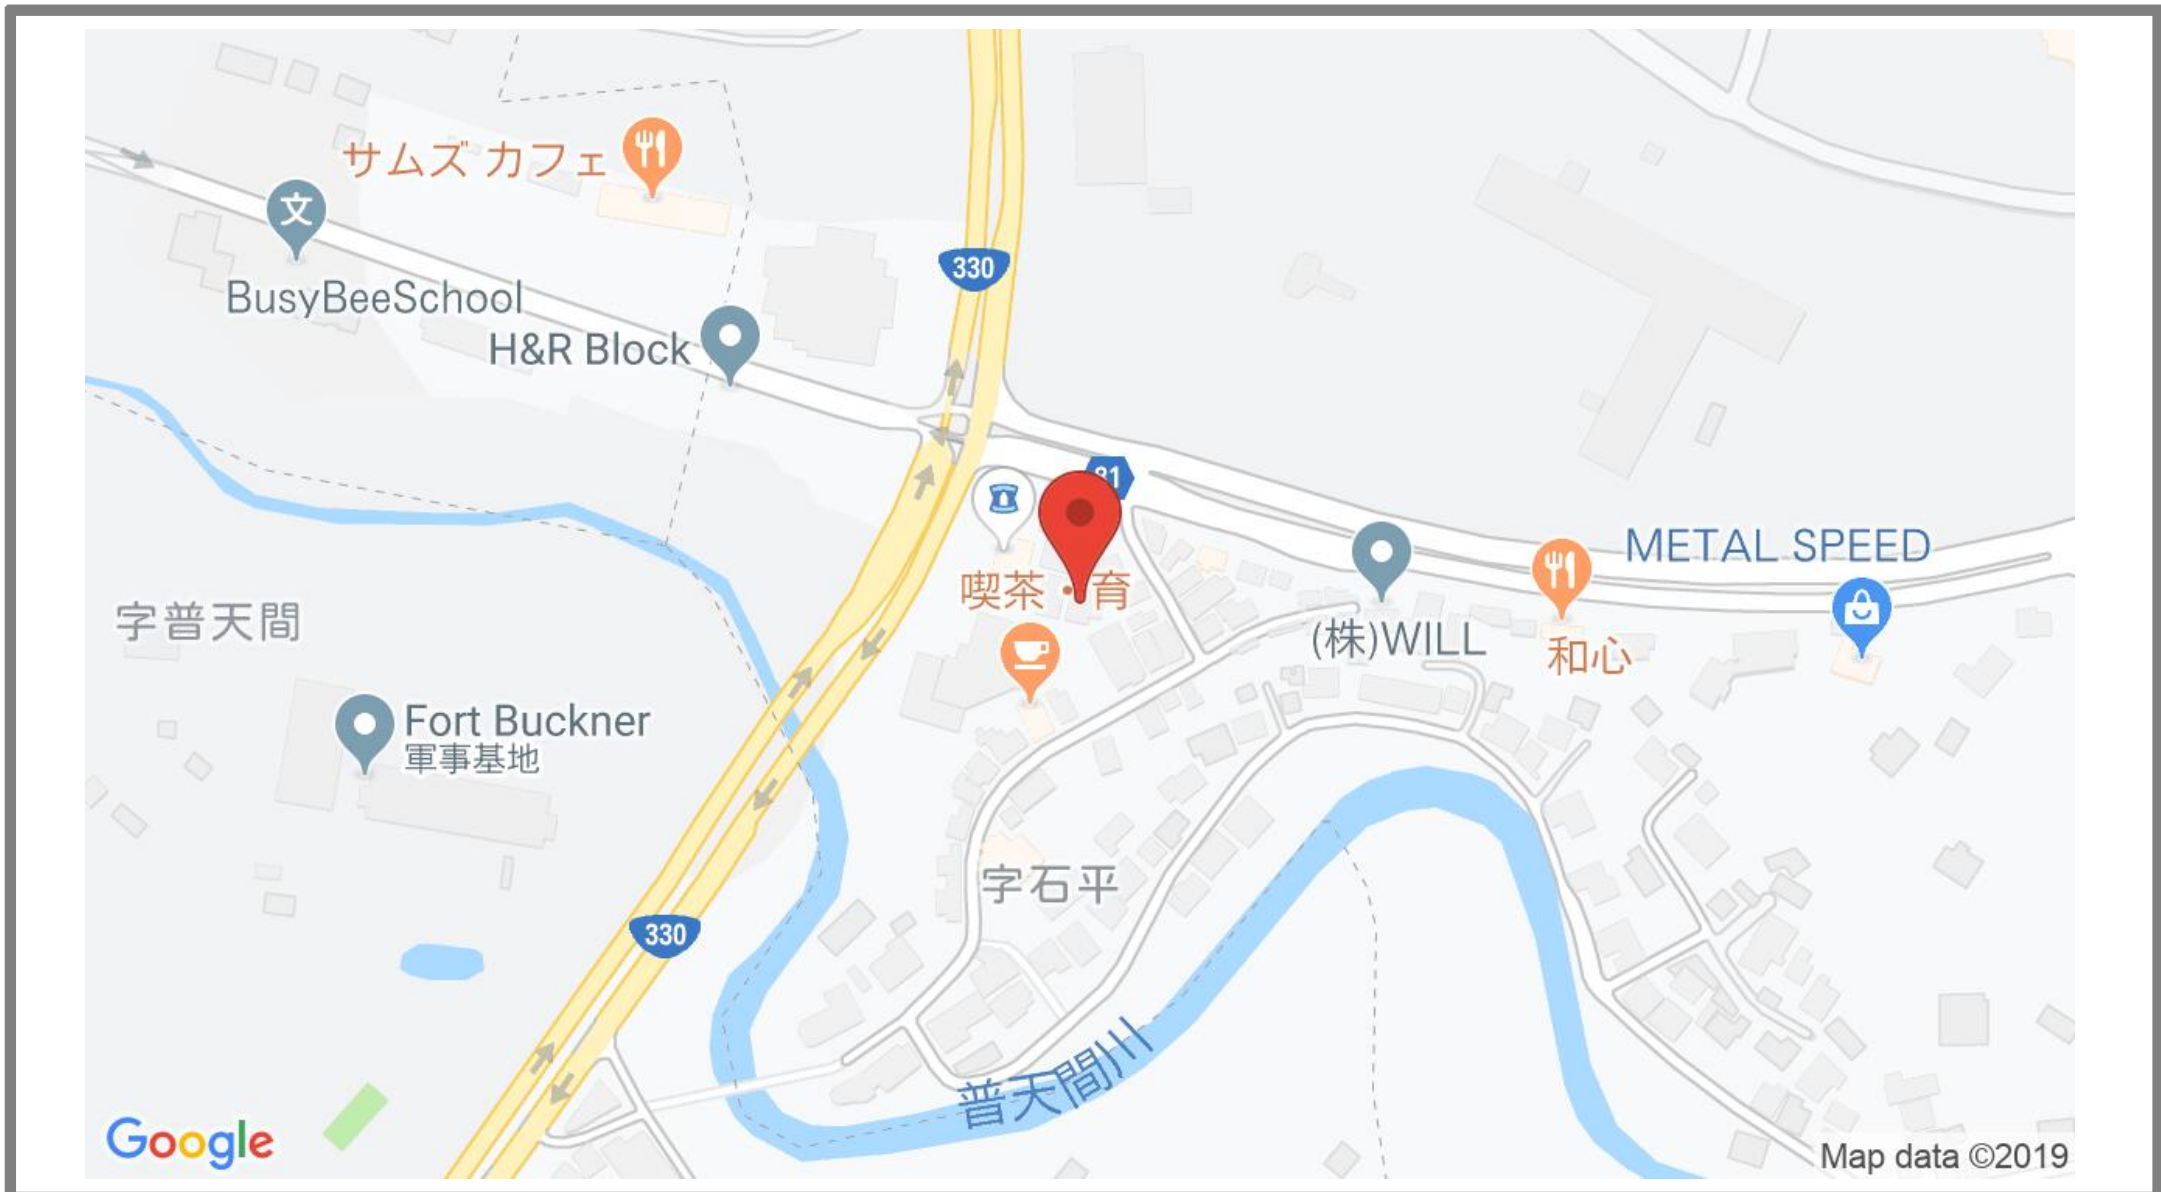 サムズ カフェ
文
BusyBeeSchool
330
H&R Block
81
METAL SPEED
喫茶・育
字普天間
(株)WILL
和心
Fort Buckner
軍事基地
字石平
330
普天間川
Google
Map data ©2019